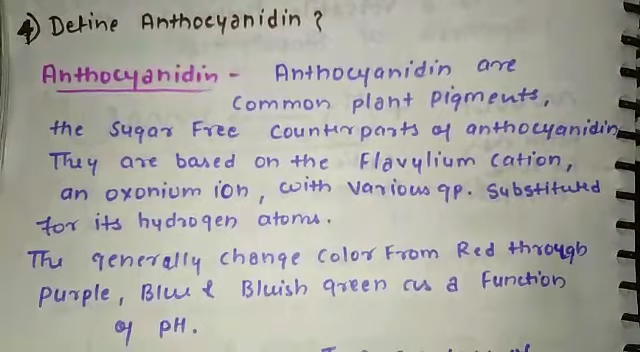 4) Define Anthocyanidin ?
Anthocyanidin - Anthocyanidin are
common plant pigments,
the Sugar Free counterparts of anthocyanidin
They are based on the Flavylium cation,
an oxonium ion, with various gp. substituted
for its hydrogen atoms.
The generally change color From Red through
purple, Blue & Bluish green as a Function
of pH.